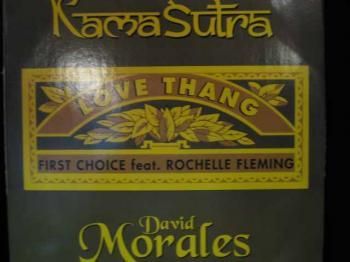 KamaSutra
LOVE THANG
FIRST CHOICE feat. ROCHELLE FLEMING
David
Morales